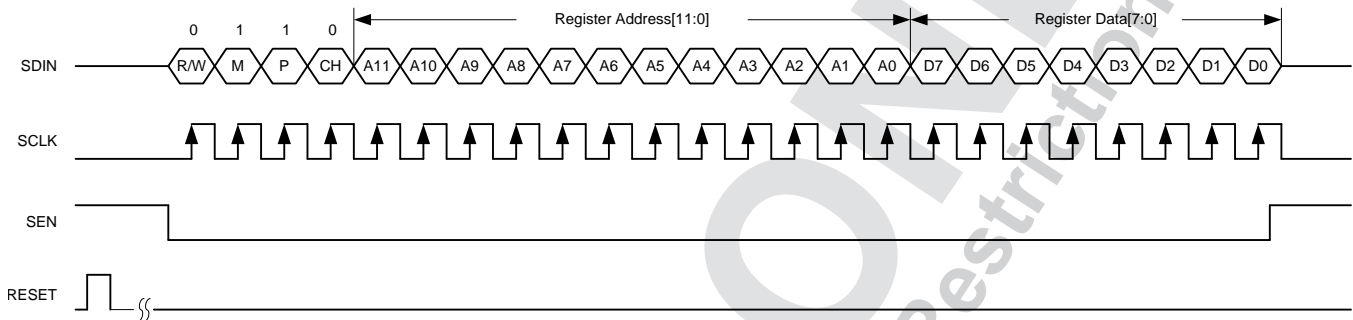 Register Address[11:0] Register Data[7:0]
0 1 1 0
SDIN R/W M P CH A11 A10 A9 A8 A7 A6 A5 A4 A3 A2 A1 A0 D7 D6 D5 D4 D3 D2 D1 D0
SCLK
SEN
RESET
Restriction